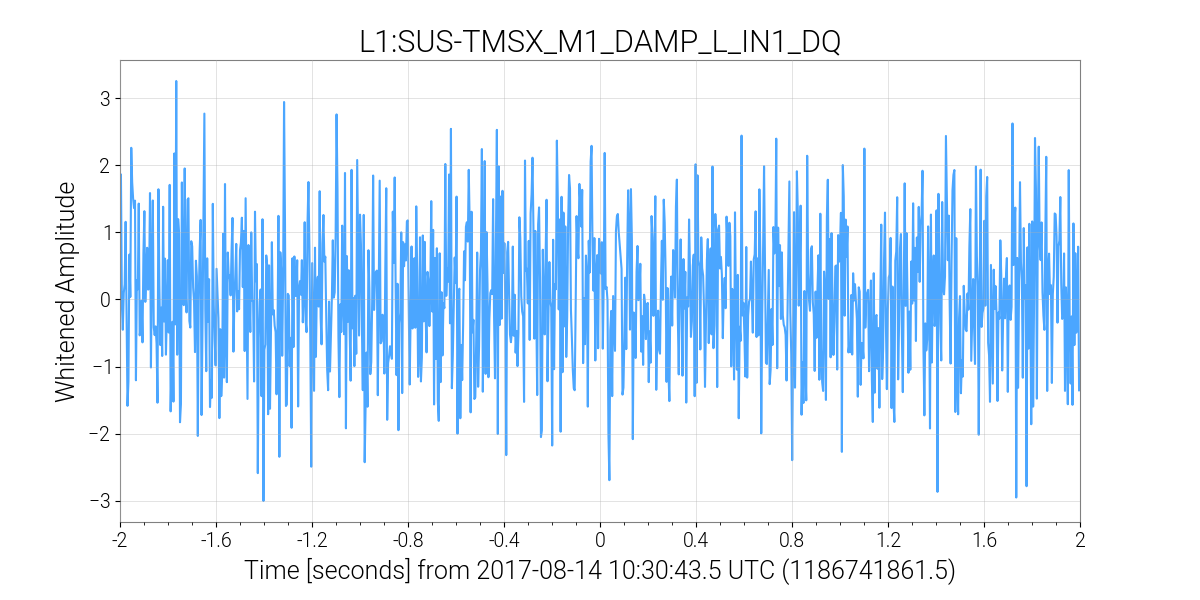 L1:SUS-TMSX_M1_DAMP_L_IN1_DQ
Whitened Amplitude
3
2
1
0
−1
−2
−3
-2 -1.6 -1.2 -0.8 -0.4 0 0.4 0.8 1.2 1.6 2
Time [seconds] from 2017-08-14 10:30:43.5 UTC (1186741861.5)